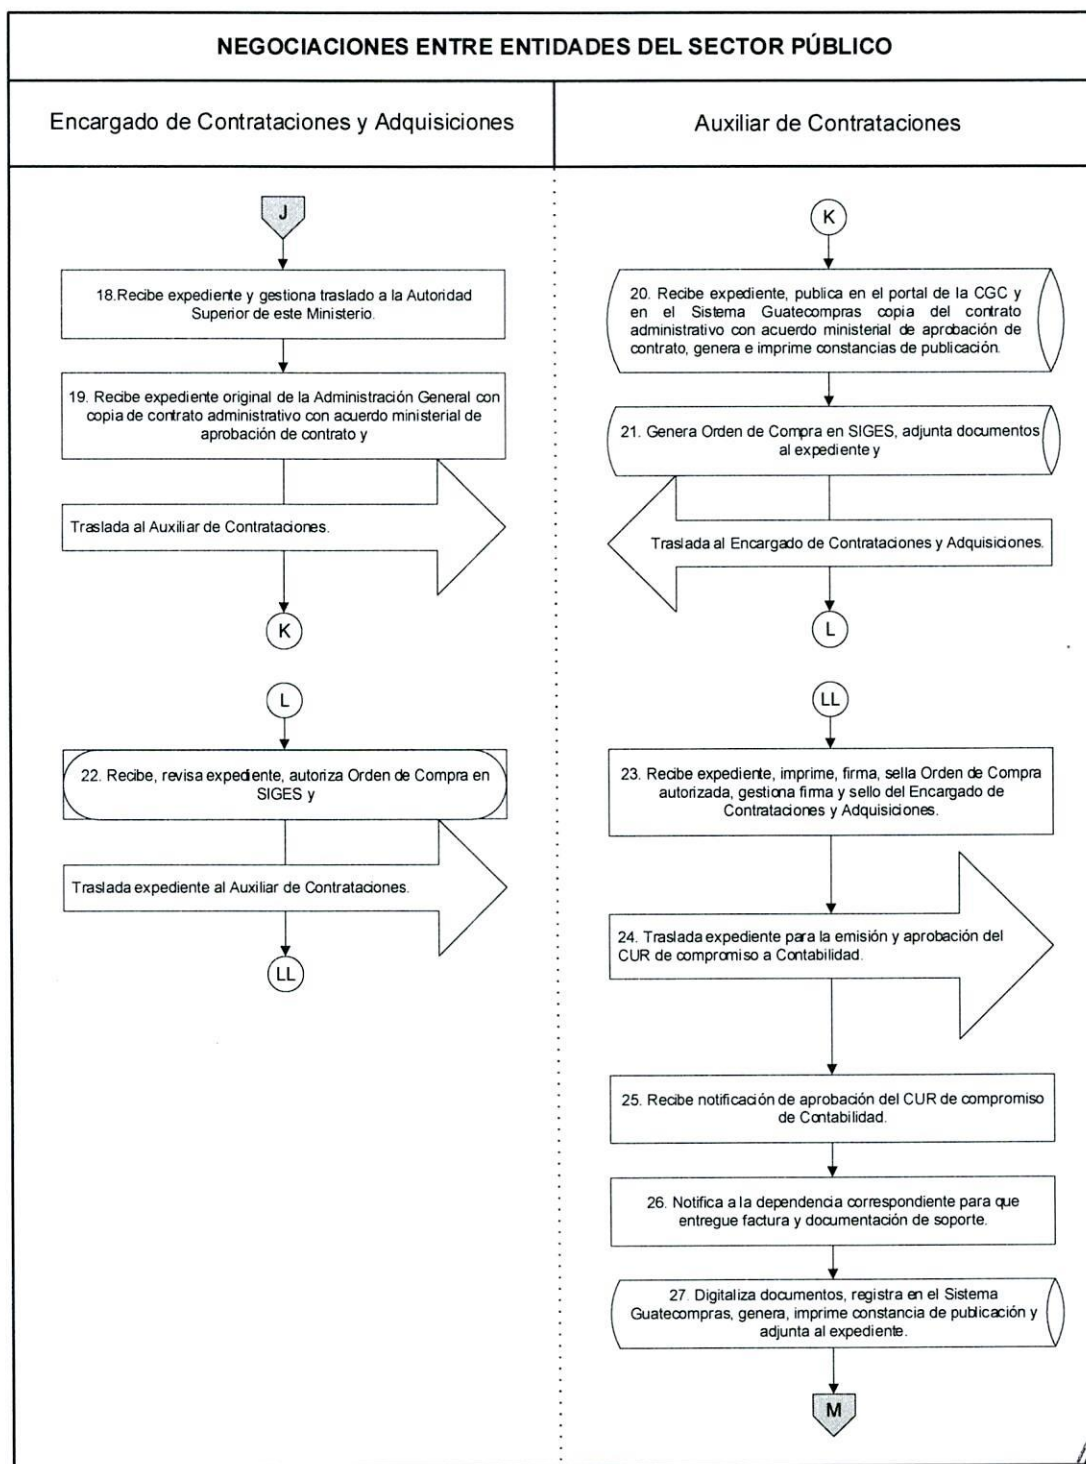 NEGOCIACIONES ENTRE ENTIDADES DEL SECTOR PÚBLICO
Encargado de Contrataciones y Adquisiciones
Auxiliar de Contrataciones
J
18.Recibe expediente y gestiona traslado a la Autoridad
Superior de este Ministerio.
19. Recibe expediente original de la Administración General con
copia de contrato administrativo con acuerdo ministerial de
aprobación de contrato y
Traslada al Auxiliar de Contrataciones.
K
L
22. Recibe, revisa expediente, autoriza Orden de Compra en
SIGES y
Traslada expediente al Auxiliar de Contrataciones.
LL
K
20. Recibe expediente, publica en el portal de la CGC y
en el Sistema Guatecompras copia del contrato
administrativo con acuerdo ministerial de aprobación de
contrato, genera e imprime constancias de publicación.
21. Genera Orden de Compra en SIGES, adjunta documentos
al expediente y
Traslada al Encargado de Contrataciones y Adquisiciones.
L
LL
23. Recibe expediente, imprime, firma, sella Orden de Compra
autorizada, gestiona firma y sello del Encargado de
Contrataciones y Adquisiciones.
24. Traslada expediente para la emisión y aprobación del
CUR de compromiso a Contabilidad.
25. Recibe notificación de aprobación del CUR de compromiso
de Contabilidad.
26. Notifica a la dependencia correspondiente para que
entregue factura y documentación de soporte.
27. Digitaliza documentos, registra en el Sistema
Guatecompras, genera, imprime constancia de publicación y
adjunta al expediente.
M